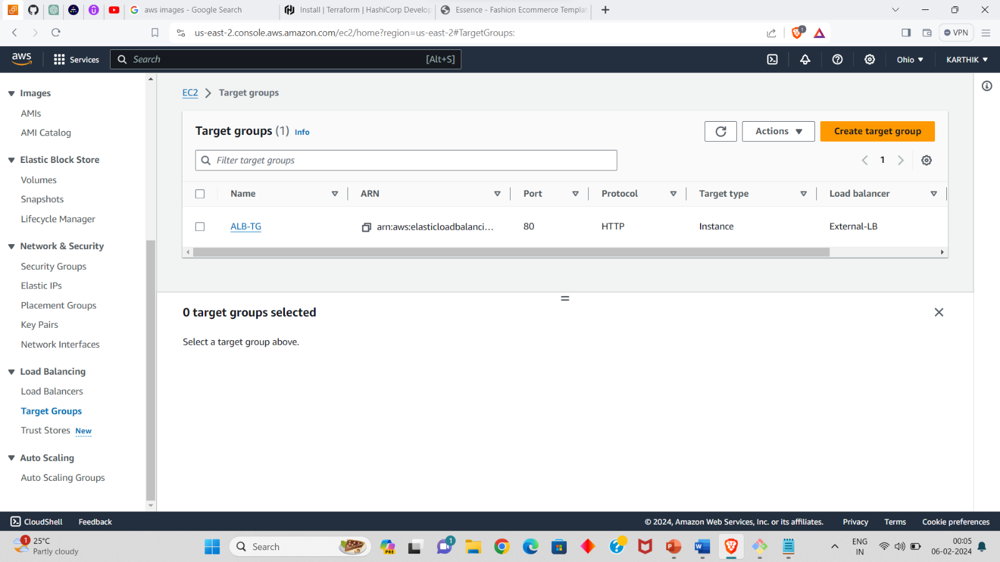 aws images - Google Search
Install | Terraform | HashiCorp Develop
Essence - Fashion Ecommerce Templat
us-east-2.console.aws.amazon.com/ec2/home?region=us-east-2#TargetGroups:
1
VPN
aws
Services
Search
[Alt+S]
Ohio
KARTHIK
Images
AMIs
AMI Catalog
Elastic Block Store
Volumes
Snapshots
Lifecycle Manager
Network & Security
Security Groups
Elastic IPs
Placement Groups
Key Pairs
Network Interfaces
Load Balancing
Load Balancers
Target Groups
Trust Stores New
Auto Scaling
Auto Scaling Groups
EC2 Target groups
Target groups (1) Info
Actions
Create target group
Filter target groups
1
Name ARN Port Protocol Target type Load balancer
ALB-TG arn:aws:elasticloadbalanci... 80 HTTP Instance External-LB
0 target groups selected
Select a target group above.
CloudShell Feedback
© 2024, Amazon Web Services, Inc. or its affiliates. Privacy Terms Cookie preferences
1
25°C
Partly cloudy
Search
PRE
1
ENG
IN
00:05
06-02-2024